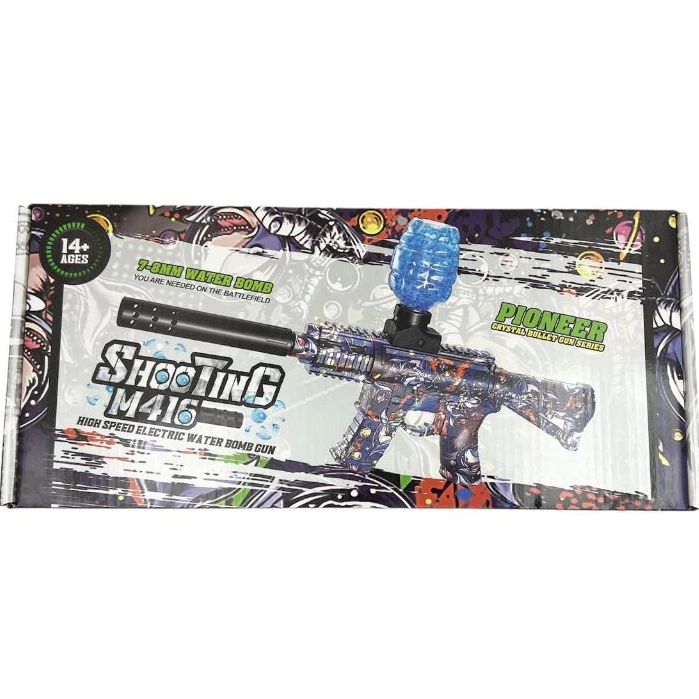 14+
AGES
7-8MM WATER BOMB
YOU ARE NEEDED ON THE BATTLEFIELD
PIONEER
CRYSTAL BULLET GUN SERIES
SHOOTING
M416
HIGH SPEED ELECTRIC WATER BOMB GUN